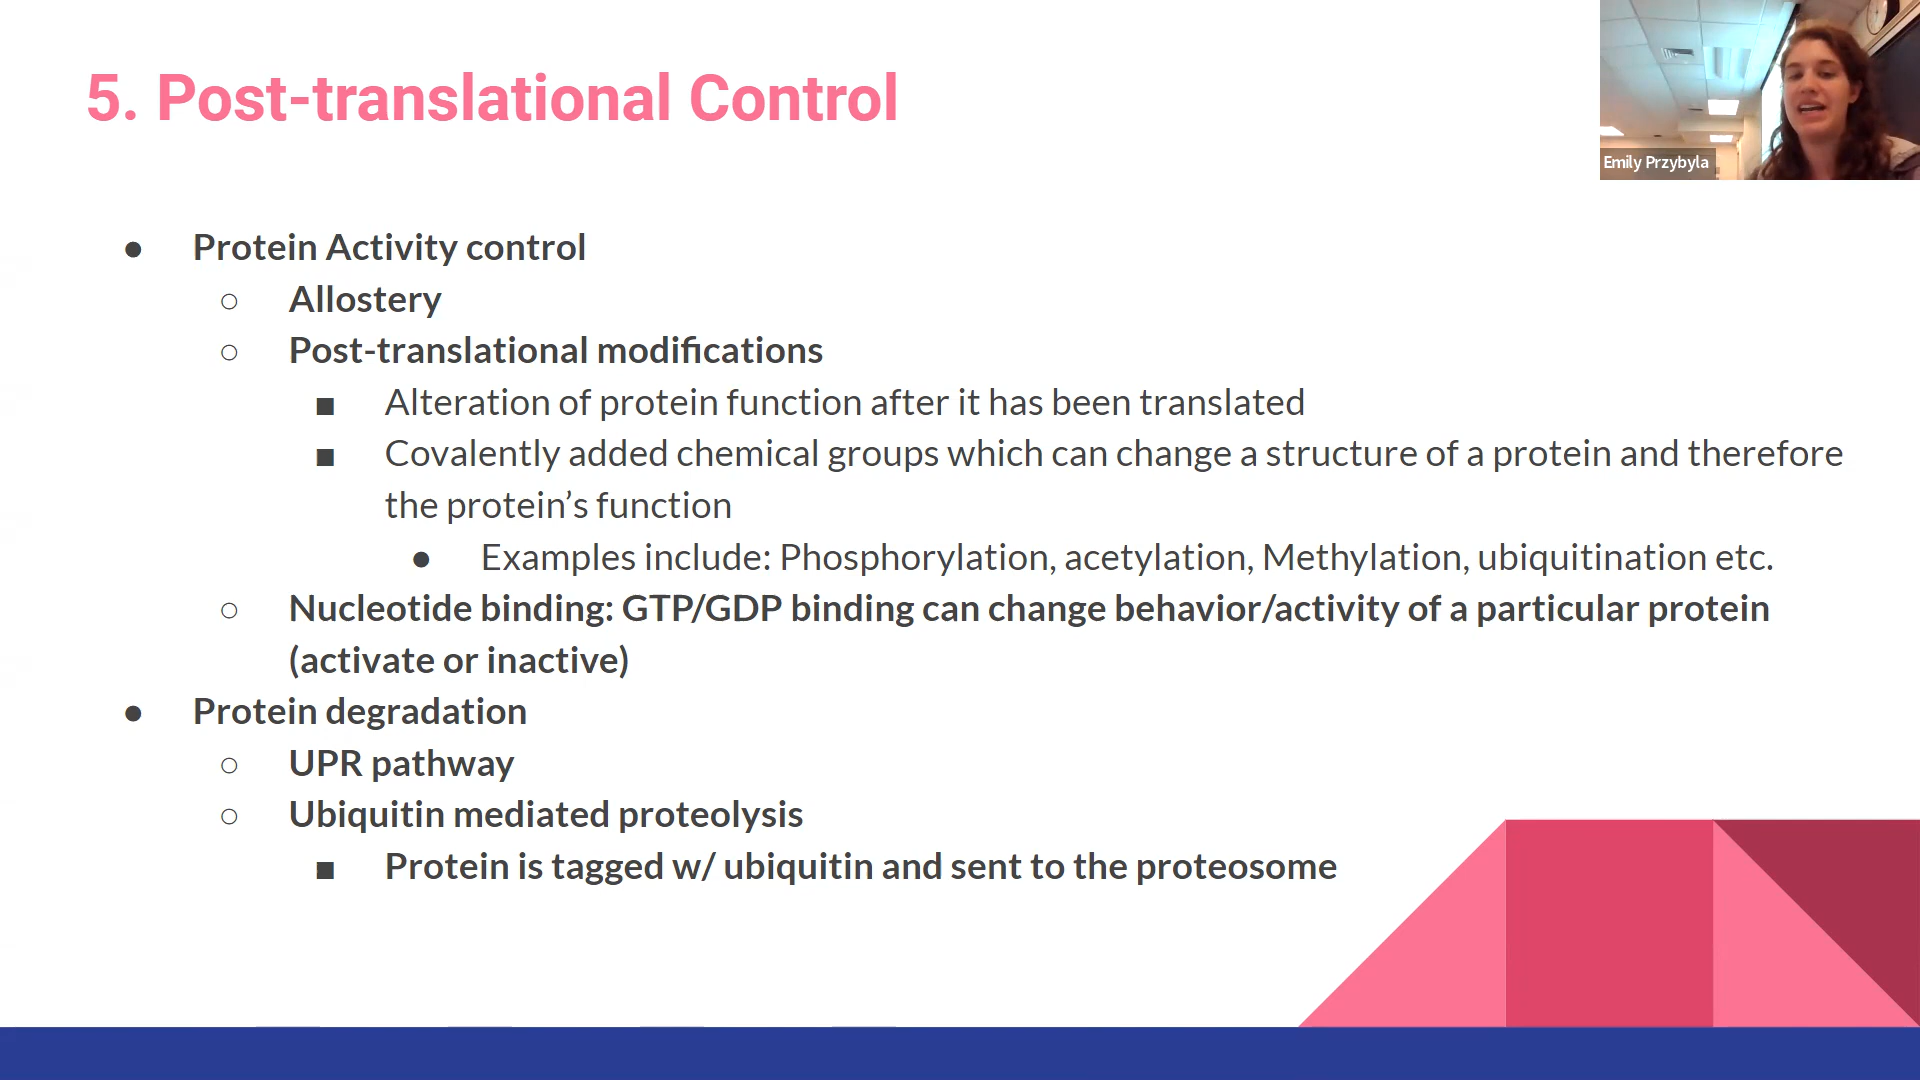 5. Post-translational Control
Emily Przybyla
● Protein Activity control
○ Allostery
○ Post-translational modifications
■ Alteration of protein function after it has been translated
■ Covalently added chemical groups which can change a structure of a protein and therefore
the protein’s function
● Examples include: Phosphorylation, acetylation, Methylation, ubiquitination etc.
○ Nucleotide binding: GTP/GDP binding can change behavior/activity of a particular protein
(activate or inactive)
● Protein degradation
○ UPR pathway
○ Ubiquitin mediated proteolysis
■ Protein is tagged w/ ubiquitin and sent to the proteosome